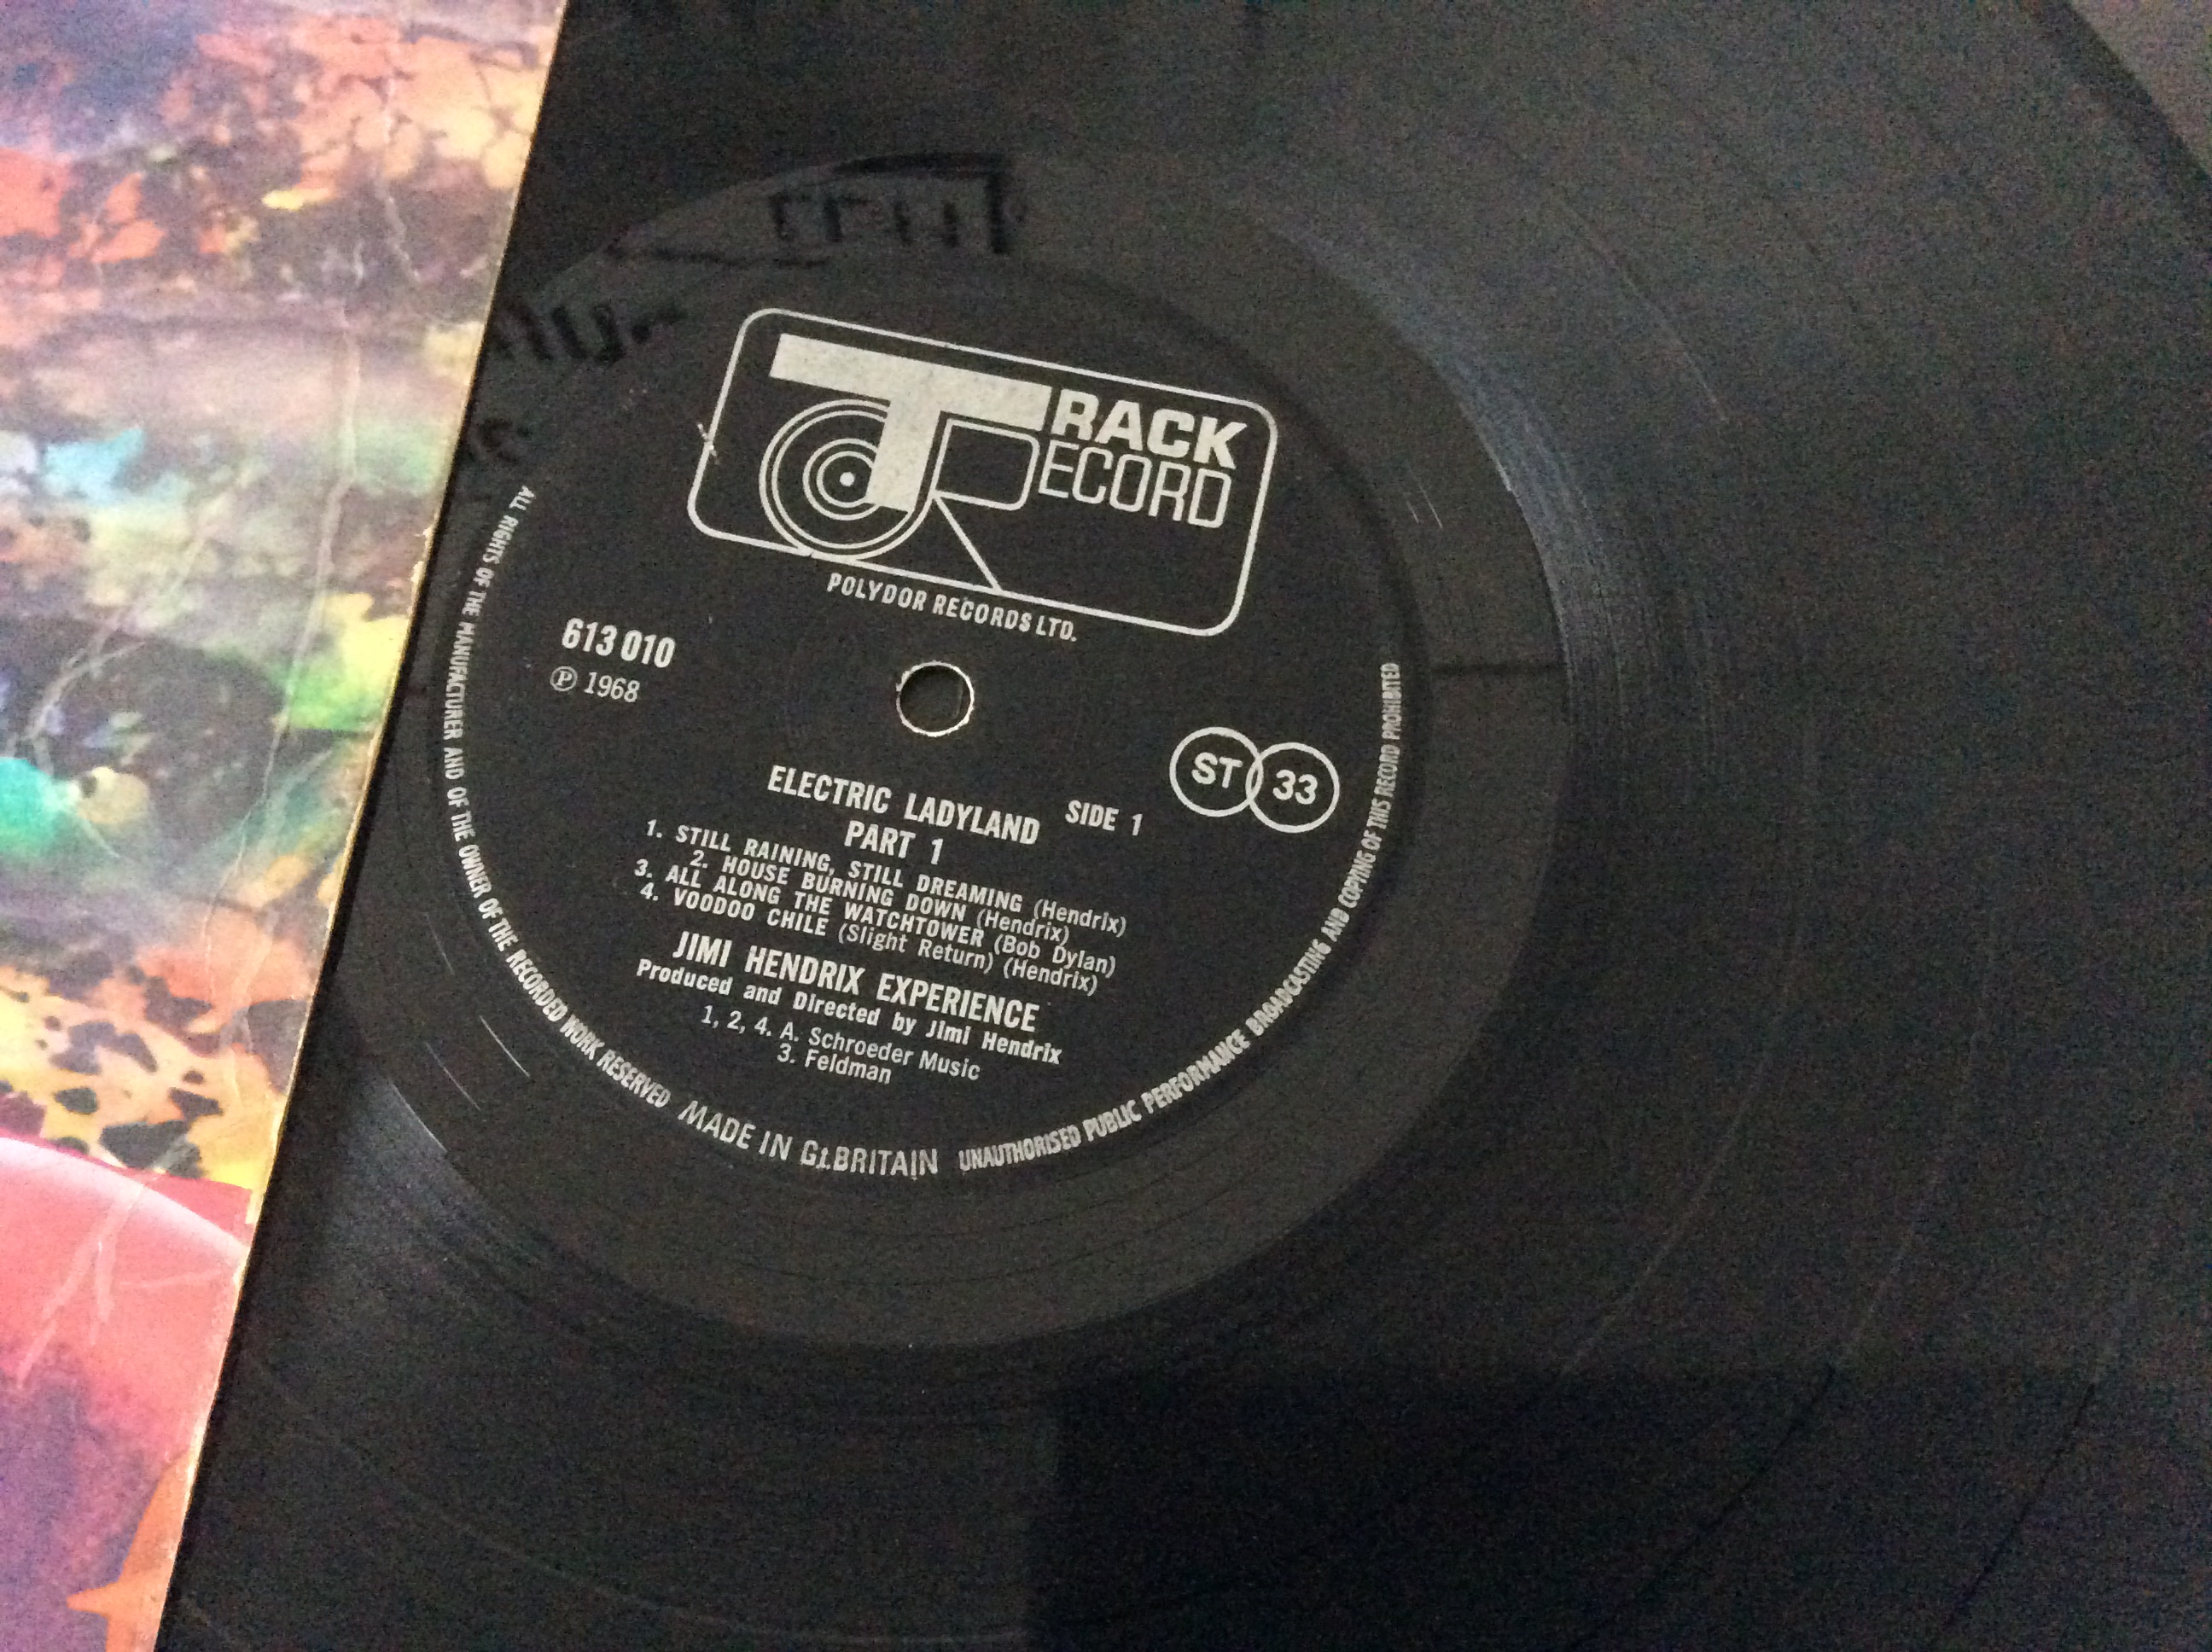 TRACK
RECORD
POLYDOR RECORDS LTD.
613 010
℗ 1968
ST 33
ELECTRIC LADYLAND
PART 1
SIDE 1
1. STILL RAINING, STILL DREAMING (Hendrix)
2. HOUSE BURNING DOWN (Hendrix)
3. ALL ALONG THE WATCHTOWER (Bob Dylan)
4. VOODOO CHILE (Slight Return) (Hendrix)
JIMI HENDRIX EXPERIENCE
Produced and Directed by Jimi Hendrix
1, 2, 4. A. Schroeder Music
3. Feldman
ALL RIGHTS OF THE MANUFACTURER AND OF THE OWNER OF THE RECORDED WORK RESERVED
MADE IN Gt.BRITAIN
UNAUTHORISED PUBLIC PERFORMANCE BROADCASTING AND COPYING OF THIS RECORD PROHIBITED